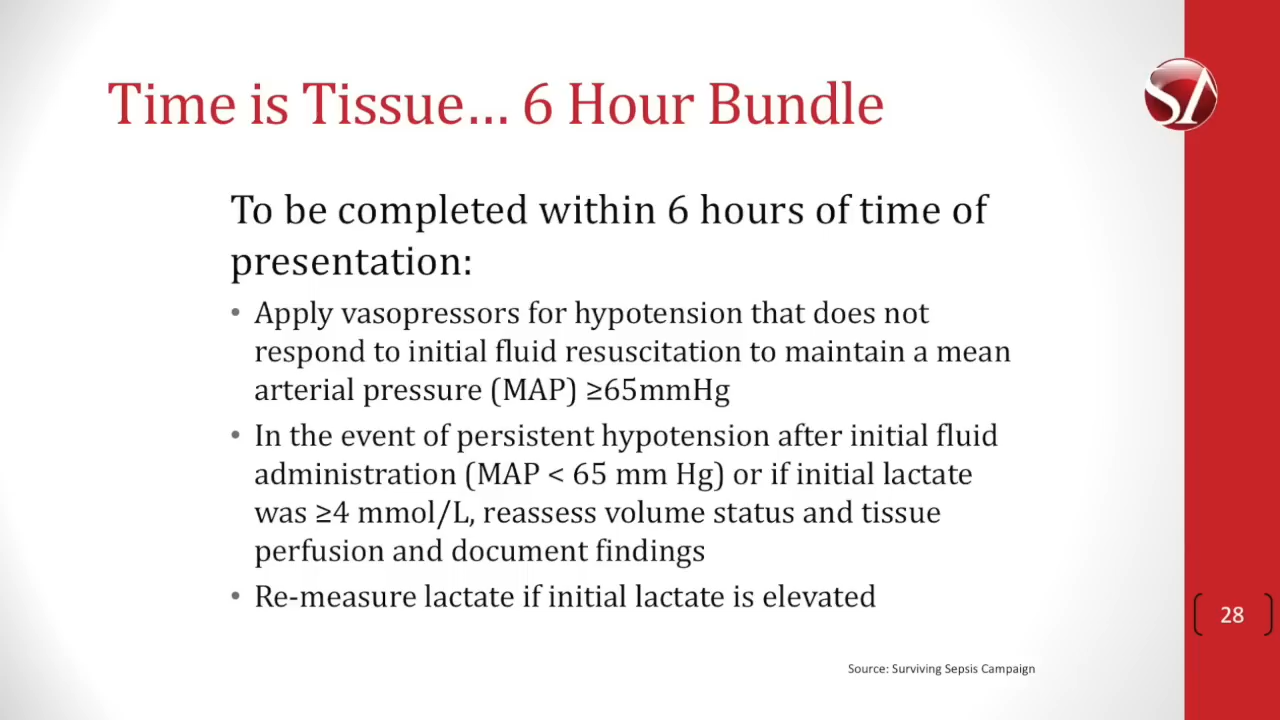 Time is Tissue... 6 Hour Bundle
SA
To be completed within 6 hours of time of
presentation:
• Apply vasopressors for hypotension that does not
respond to initial fluid resuscitation to maintain a mean
arterial pressure (MAP) ≥65mmHg
• In the event of persistent hypotension after initial fluid
administration (MAP < 65 mm Hg) or if initial lactate
was ≥4 mmol/L, reassess volume status and tissue
perfusion and document findings
• Re-measure lactate if initial lactate is elevated
28
Source: Surviving Sepsis Campaign